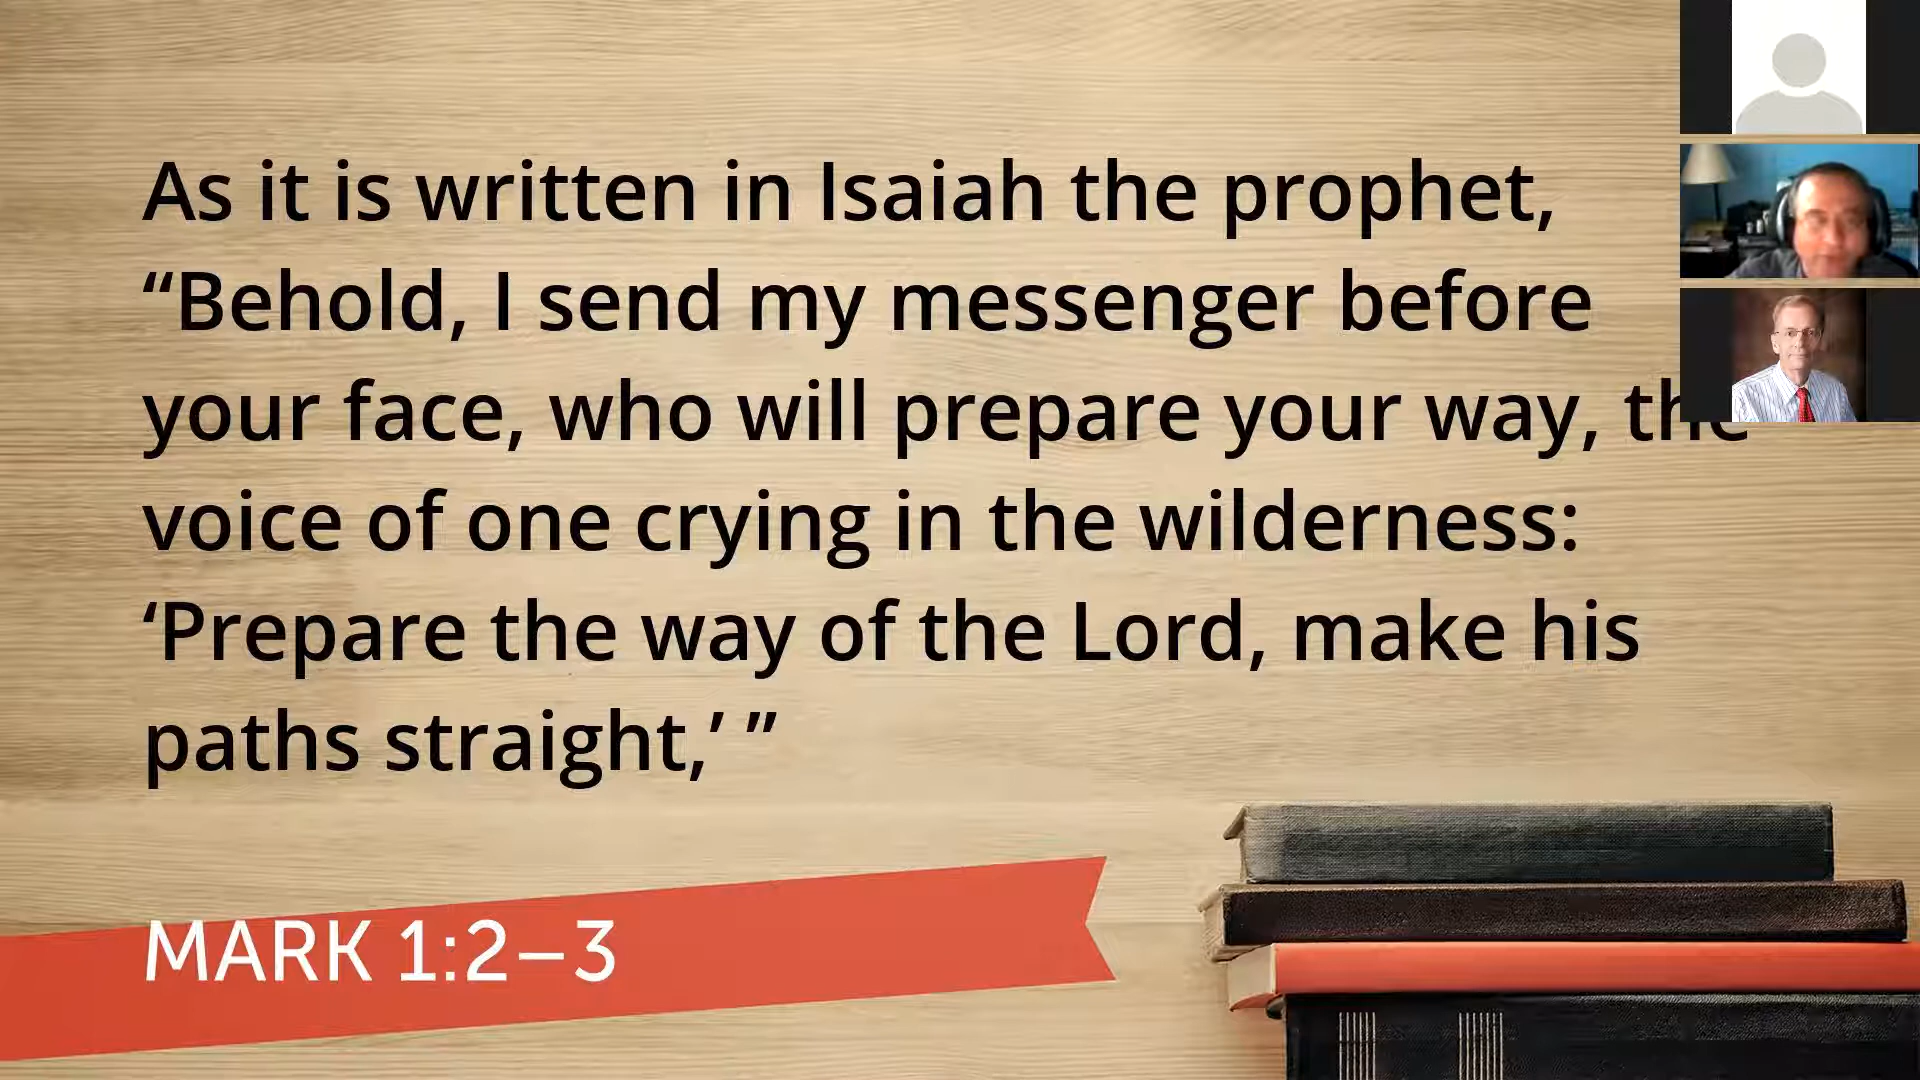 As it is written in Isaiah the prophet,
“Behold, I send my messenger before
your face, who will prepare your way, the
voice of one crying in the wilderness:
‘Prepare the way of the Lord, make his
paths straight,’ ”
MARK 1:2–3